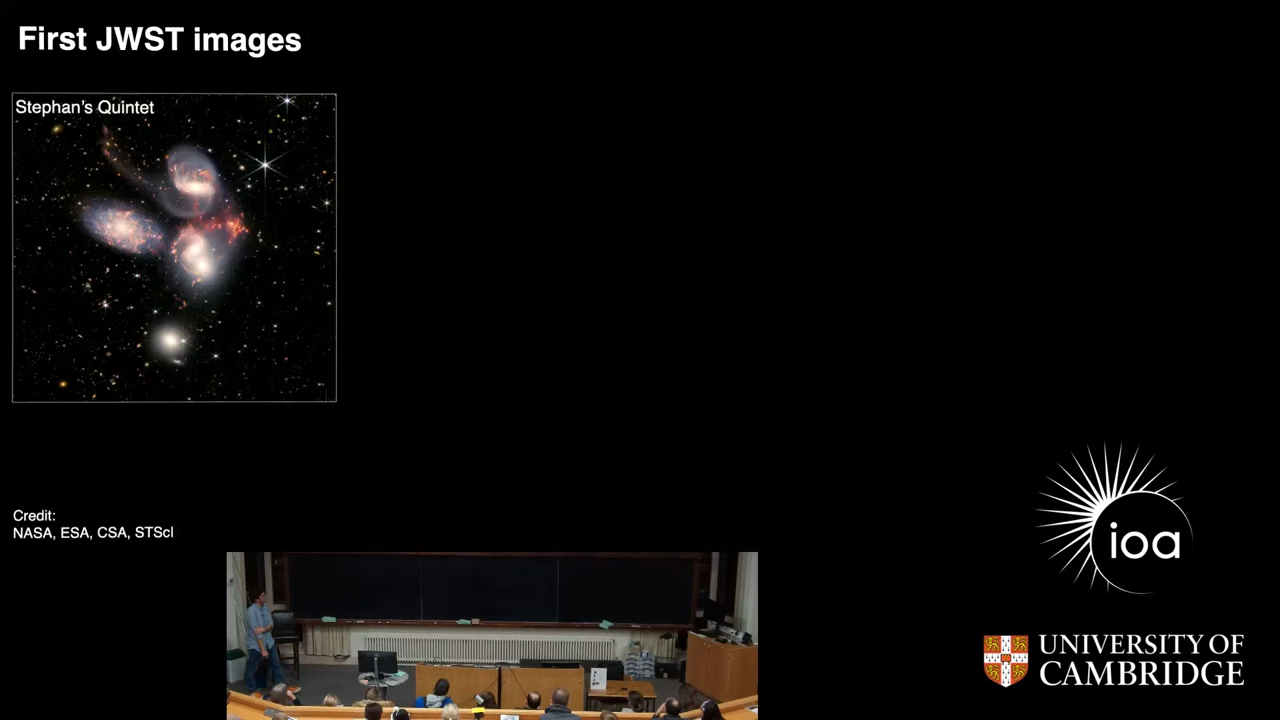 First JWST images
Stephan's Quintet
Credit:
NASA, ESA, CSA, STScI
ioa
UNIVERSITY OF
CAMBRIDGE